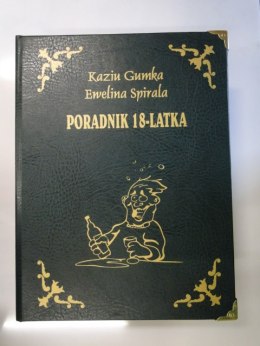 Kaziu Gumka
Ewelina Spirala
PORADNIK 18-LATKA